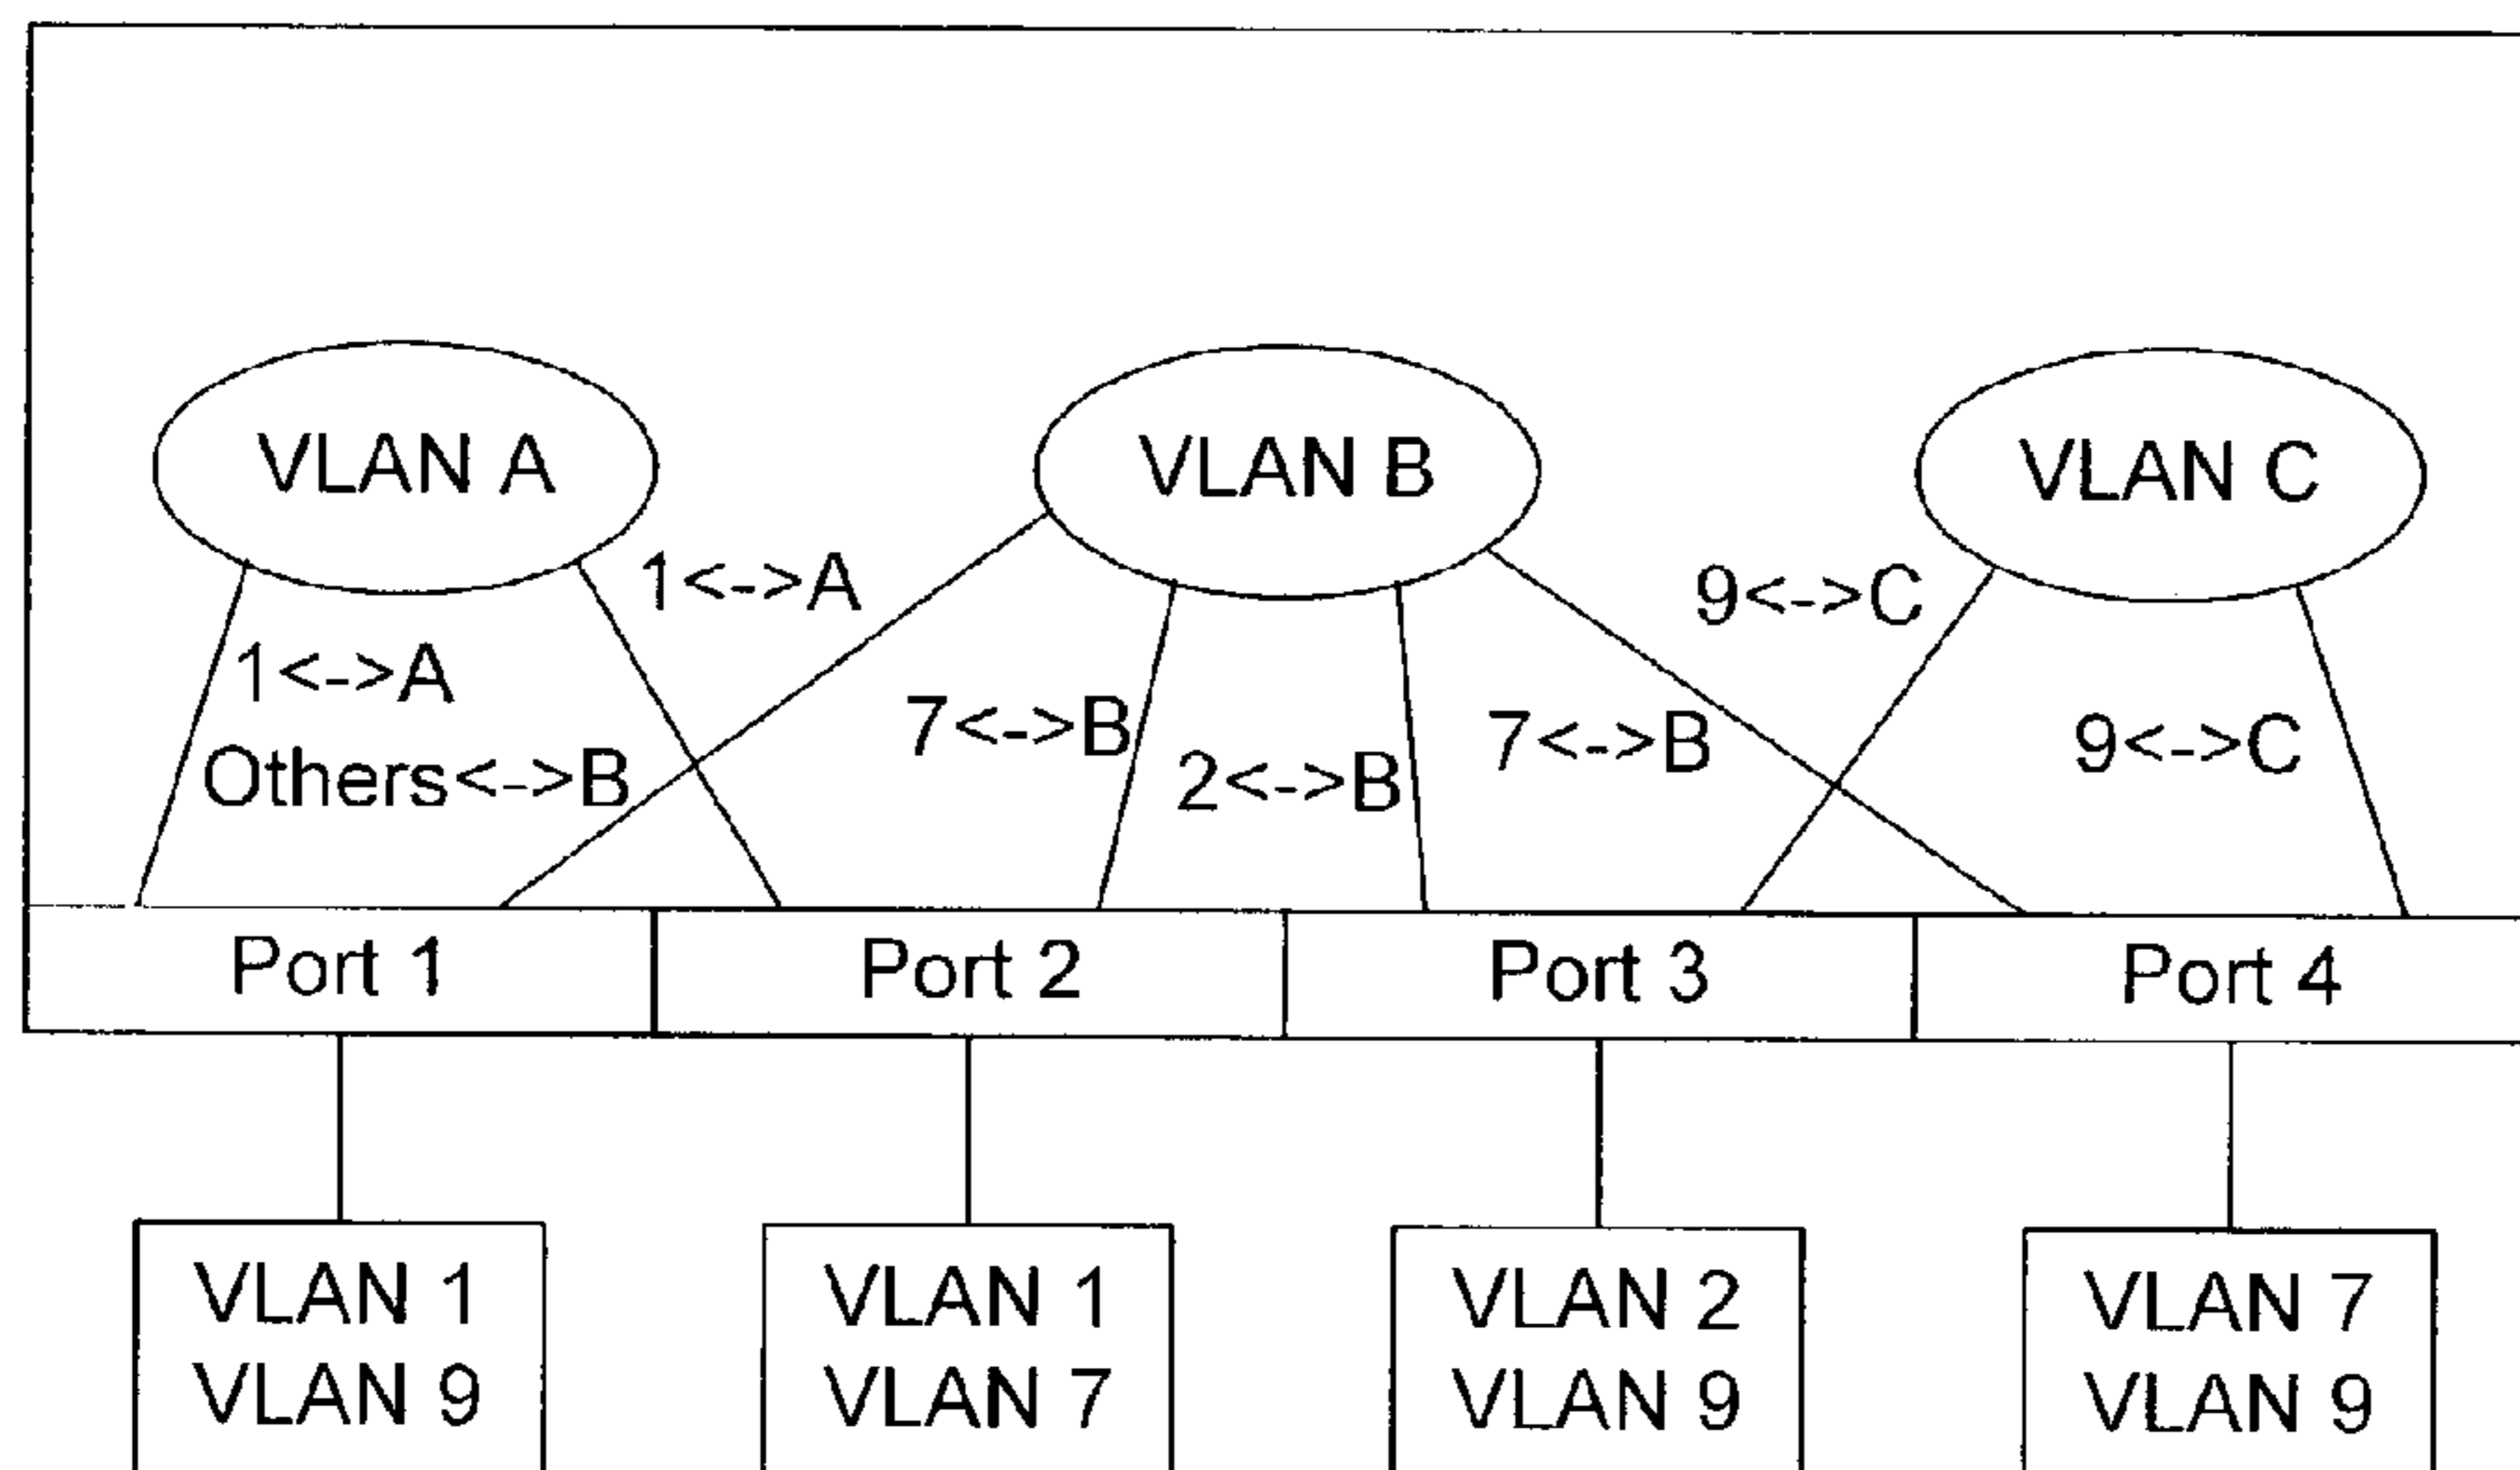 VLAN A
VLAN B
VLAN C
1<->A
9<->C
1<->A
Others<->B
7<->B
2<->B
7<->B
9<->C
Port 1
Port 2
Port 3
Port 4
VLAN 1
VLAN 9
VLAN 1
VLAN 7
VLAN 2
VLAN 9
VLAN 7
VLAN 9